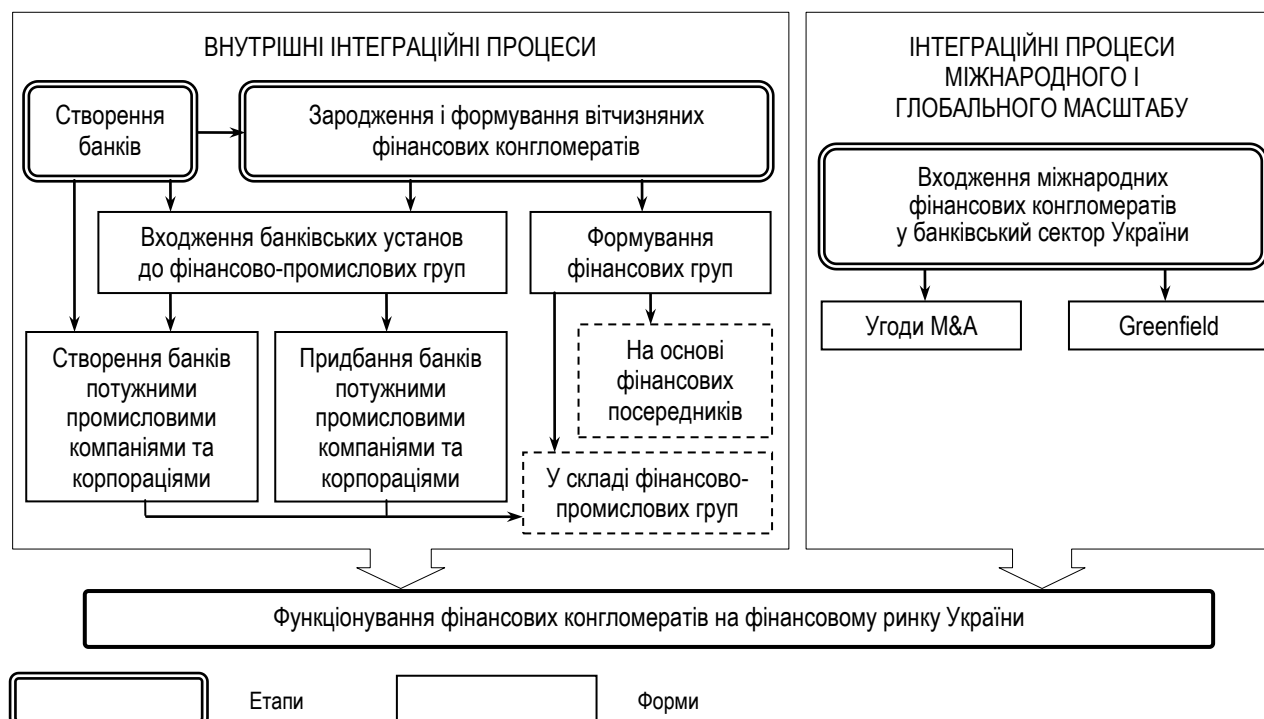 ВНУТРІШНІ ІНТЕГРАЦІЙНІ ПРОЦЕСИ
Створення
банків
Зародження і формування вітчизняних
фінансових конгломератів
Входження банківських установ
до фінансово-промислових груп
Формування
фінансових груп
Створення банків
потужними
промисловими
компаніями та
корпораціями
Придбання банків
потужними
промисловими
компаніями та
корпораціями
На основі
фінансових
посередників
У складі фінансово-
промислових груп
ІНТЕГРАЦІЙНІ ПРОЦЕСИ
МІЖНАРОДНОГО І
ГЛОБАЛЬНОГО МАСШТАБУ
Входження міжнародних
фінансових конгломератів
у банківський сектор України
Угоди M&A
Greenfield
Функціонування фінансових конгломератів на фінансовому ринку України
Етапи
Форми